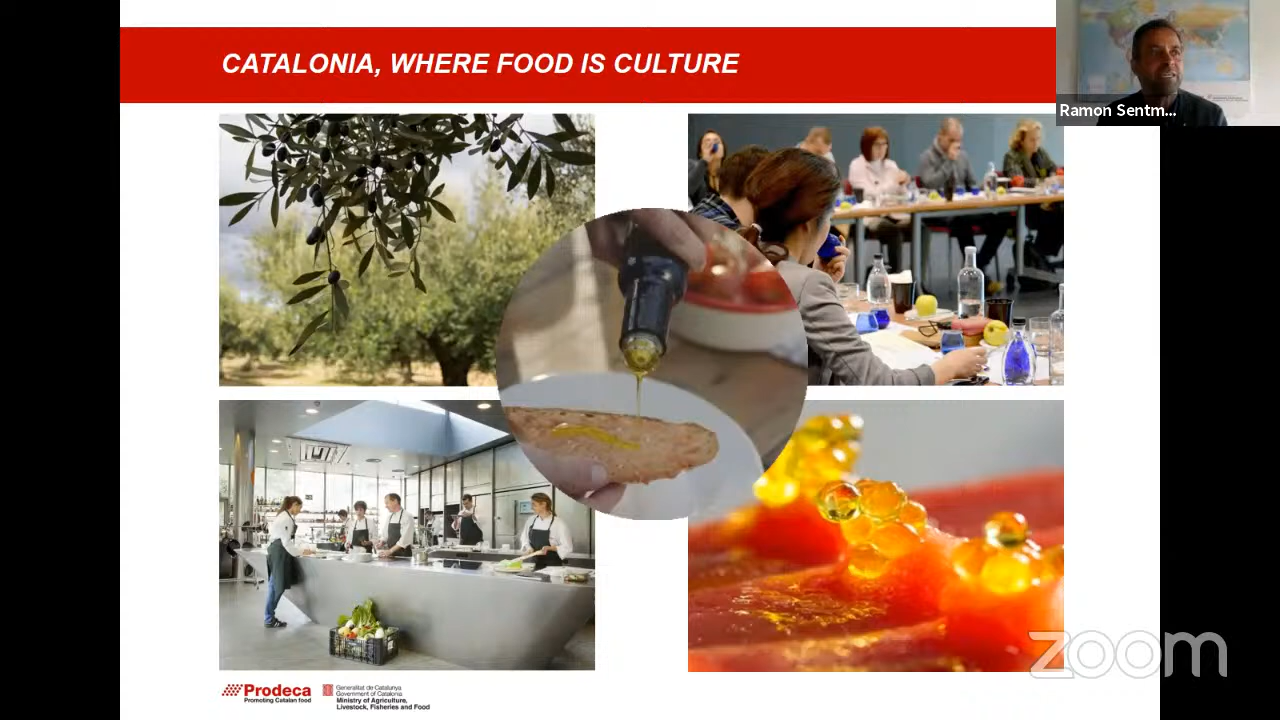 CATALONIA, WHERE FOOD IS CULTURE
Ramon Sentm...
Prodeca
Promoting Catalan food
Generalitat de Catalunya
Government of Catalonia
Ministry of Agriculture,
Livestock, Fisheries and Food
zoom